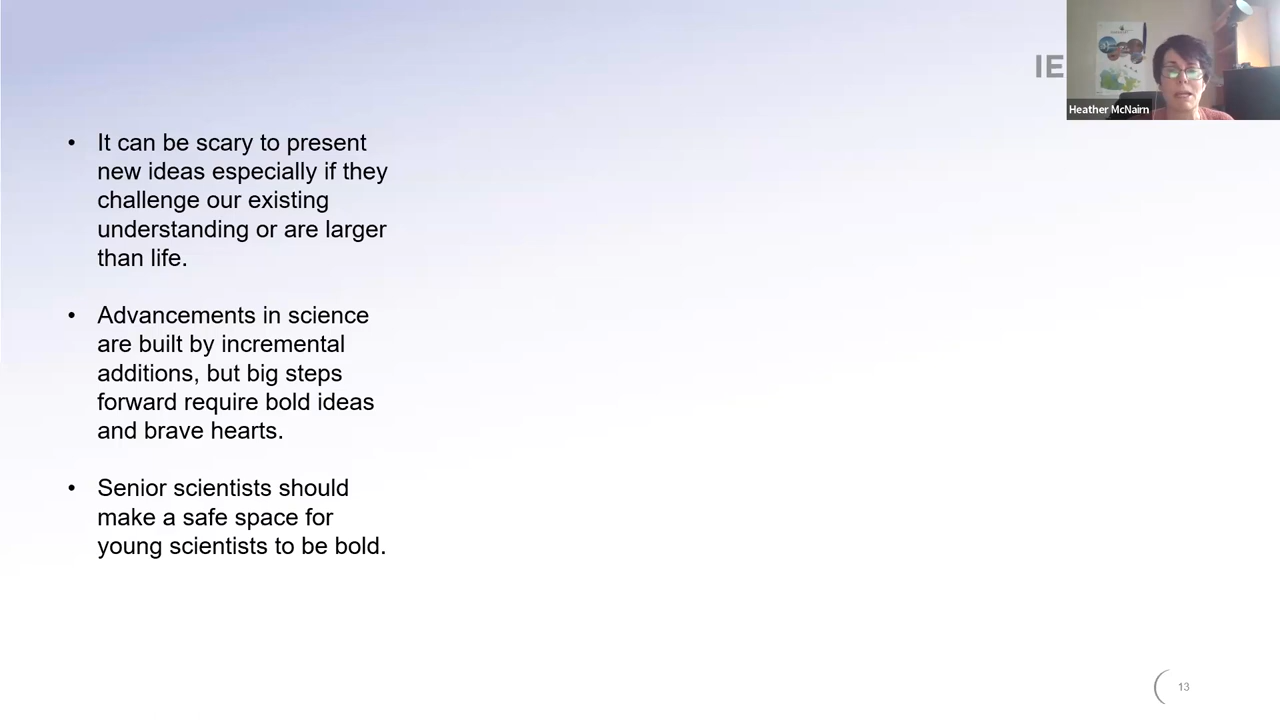 IE
Heather McNairn
• It can be scary to present
new ideas especially if they
challenge our existing
understanding or are larger
than life.
• Advancements in science
are built by incremental
additions, but big steps
forward require bold ideas
and brave hearts.
• Senior scientists should
make a safe space for
young scientists to be bold.
13